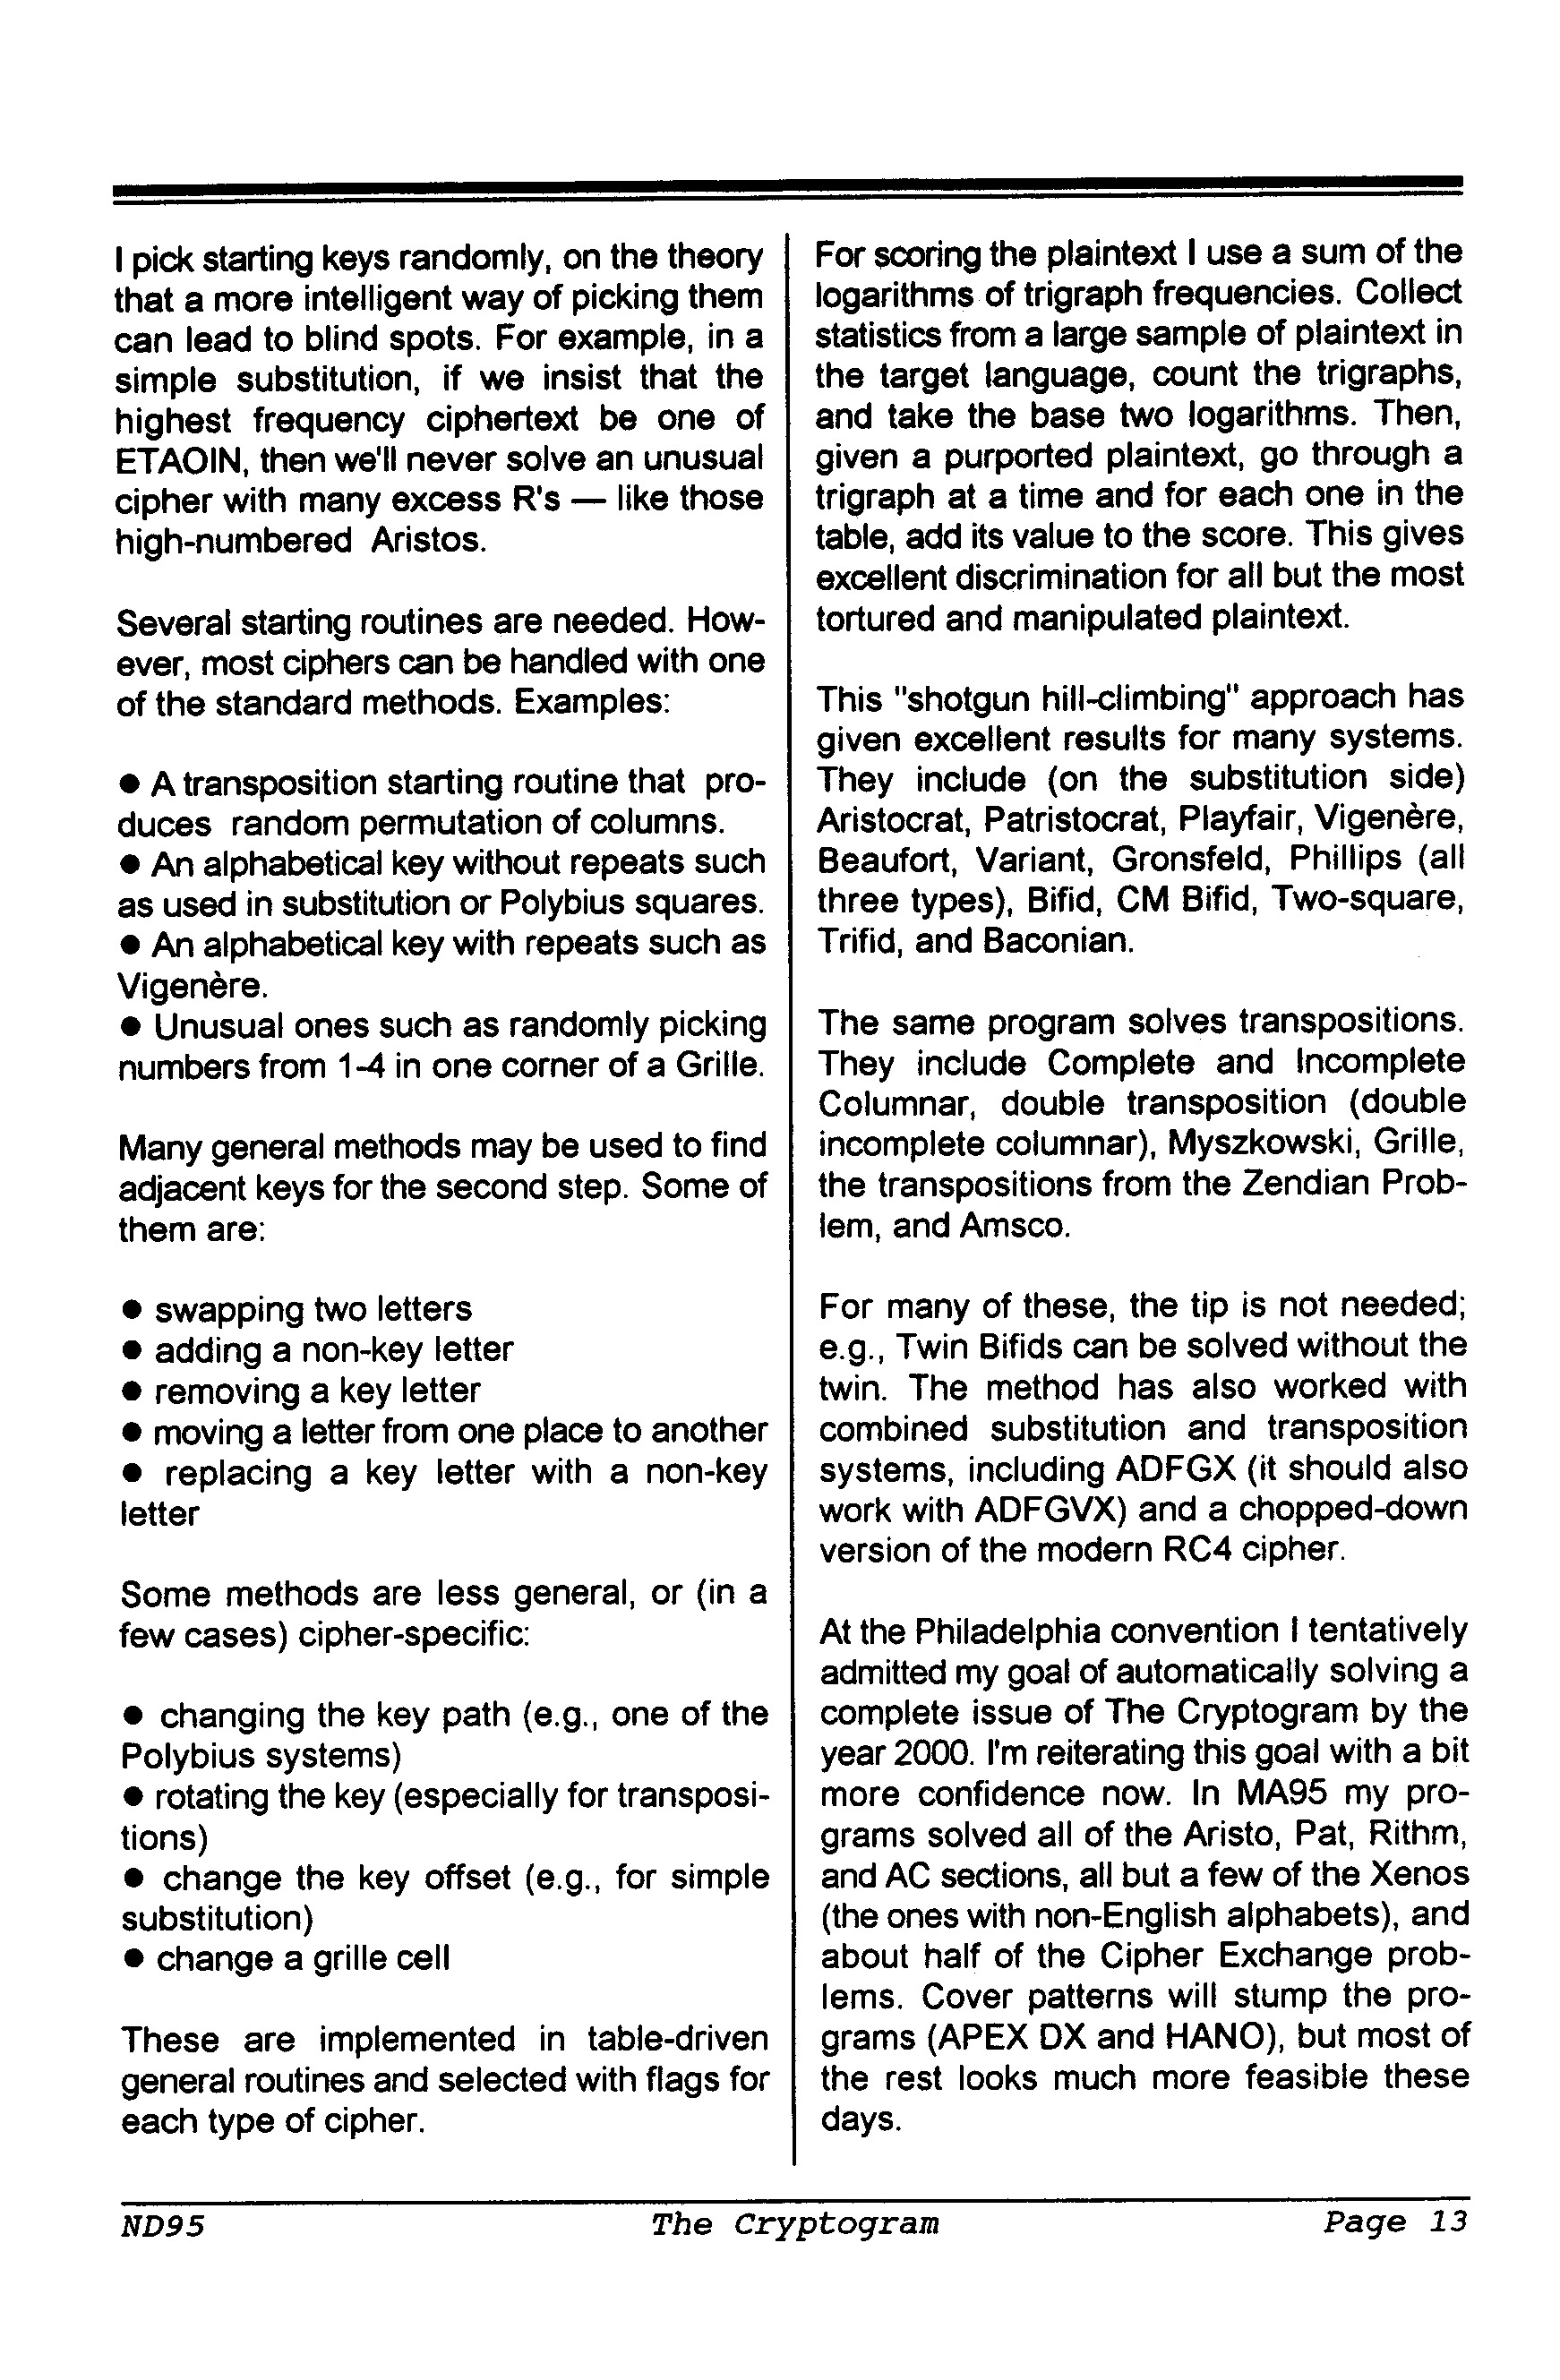 I pick starting keys randomly, on the theory
that a more intelligent way of picking them
can lead to blind spots. For example, in a
simple substitution, if we insist that the
highest frequency ciphertext be one of
ETAOIN, then we'll never solve an unusual
cipher with many excess R's — like those
high-numbered Aristos.
Several starting routines are needed. How-
ever, most ciphers can be handled with one
of the standard methods. Examples:
● A transposition starting routine that pro-
duces random permutation of columns.
● An alphabetical key without repeats such
as used in substitution or Polybius squares.
● An alphabetical key with repeats such as
Vigenère.
● Unusual ones such as randomly picking
numbers from 1-4 in one corner of a Grille.
Many general methods may be used to find
adjacent keys for the second step. Some of
them are:
● swapping two letters
● adding a non-key letter
● removing a key letter
● moving a letter from one place to another
● replacing a key letter with a non-key
letter
Some methods are less general, or (in a
few cases) cipher-specific:
● changing the key path (e.g., one of the
Polybius systems)
● rotating the key (especially for transposi-
tions)
● change the key offset (e.g., for simple
substitution)
● change a grille cell
These are implemented in table-driven
general routines and selected with flags for
each type of cipher.
For scoring the plaintext I use a sum of the
logarithms of trigraph frequencies. Collect
statistics from a large sample of plaintext in
the target language, count the trigraphs,
and take the base two logarithms. Then,
given a purported plaintext, go through a
trigraph at a time and for each one in the
table, add its value to the score. This gives
excellent discrimination for all but the most
tortured and manipulated plaintext.
This "shotgun hill-climbing" approach has
given excellent results for many systems.
They include (on the substitution side)
Aristocrat, Patristocrat, Playfair, Vigenère,
Beaufort, Variant, Gronsfeld, Phillips (all
three types), Bifid, CM Bifid, Two-square,
Trifid, and Baconian.
The same program solves transpositions.
They include Complete and Incomplete
Columnar, double transposition (double
incomplete columnar), Myszkowski, Grille,
the transpositions from the Zendian Prob-
lem, and Amsco.
For many of these, the tip is not needed;
e.g., Twin Bifids can be solved without the
twin. The method has also worked with
combined substitution and transposition
systems, including ADFGX (it should also
work with ADFGVX) and a chopped-down
version of the modern RC4 cipher.
At the Philadelphia convention I tentatively
admitted my goal of automatically solving a
complete issue of The Cryptogram by the
year 2000. I'm reiterating this goal with a bit
more confidence now. In MA95 my pro-
grams solved all of the Aristo, Pat, Rithm,
and AC sections, all but a few of the Xenos
(the ones with non-English alphabets), and
about half of the Cipher Exchange prob-
lems. Cover patterns will stump the pro-
grams (APEX DX and HANO), but most of
the rest looks much more feasible these
days.
ND95 The Cryptogram Page 13